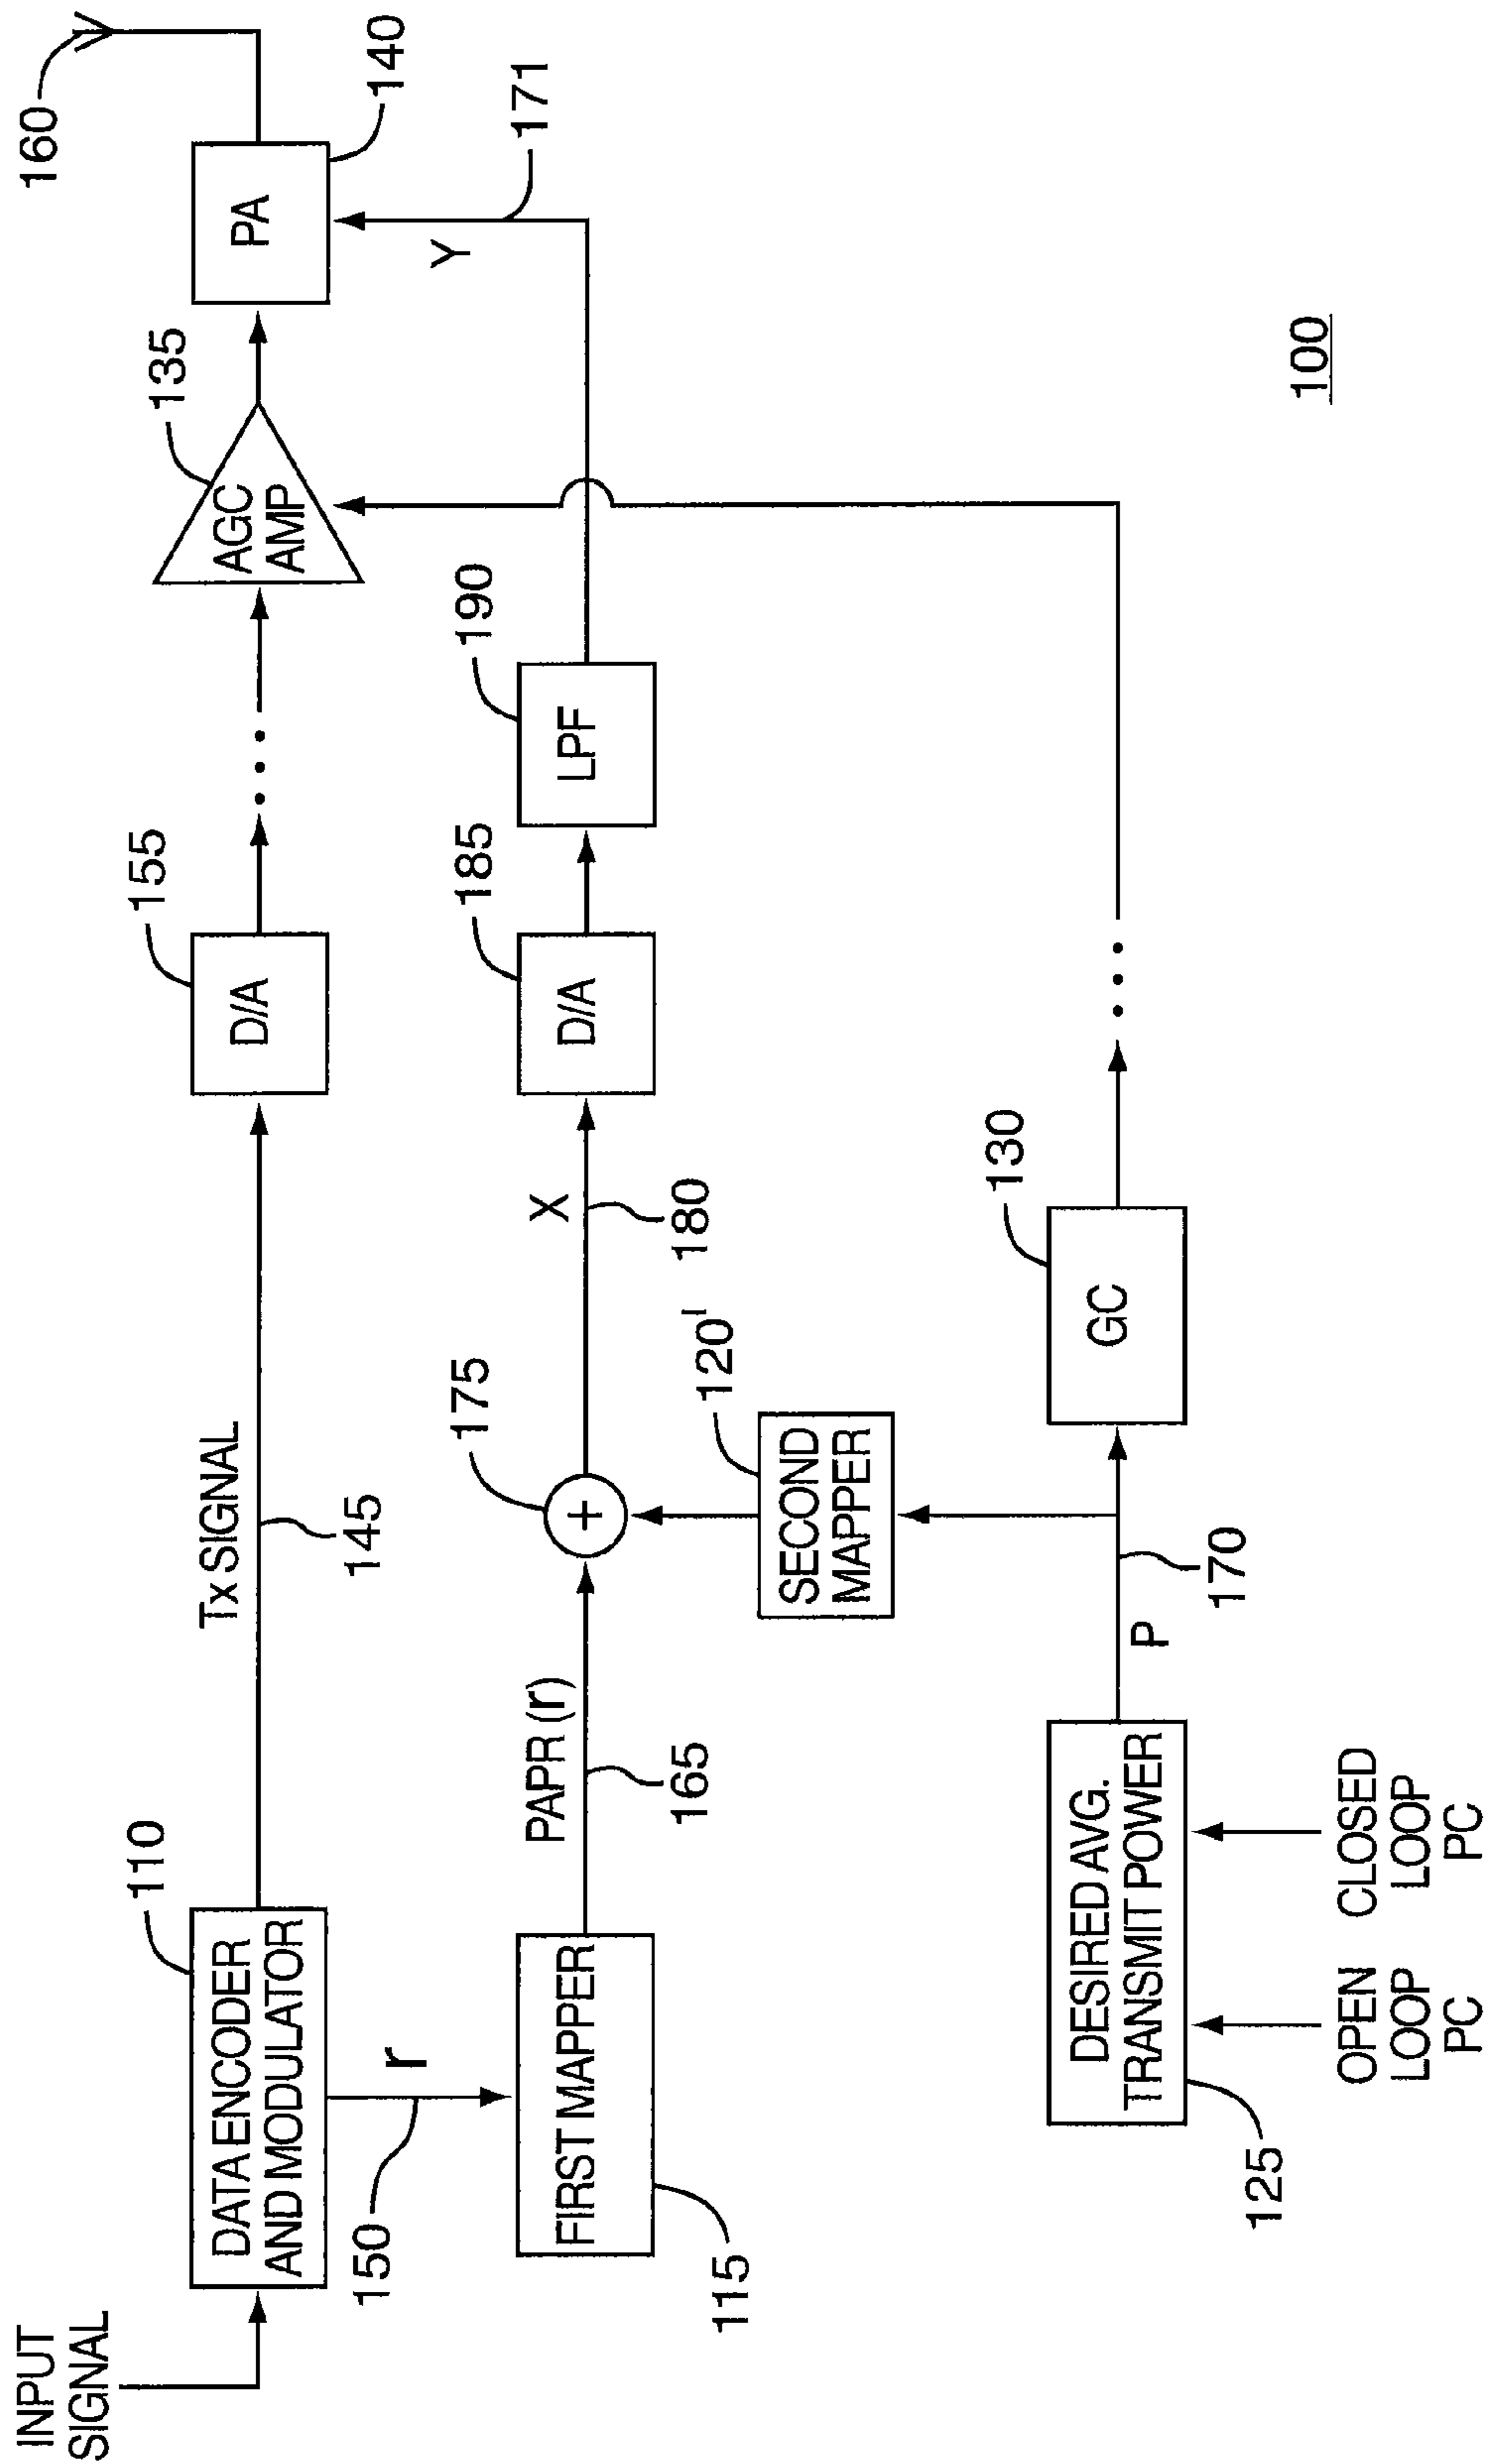 INPUT
SIGNAL
110
DATA ENCODER
AND MODULATOR
Tx SIGNAL
145
155
D/A
135
AGC
AMP
PA
140
160
150
r
FIRST MAPPER
115
PAPR (r)
165
175
+
X
180
185
D/A
190
LPF
Y
171
SECOND
MAPPER
120'
DESIRED AVG.
TRANSMIT POWER
125
OPEN
LOOP
PC
CLOSED
LOOP
PC
P
170
130
GC
100